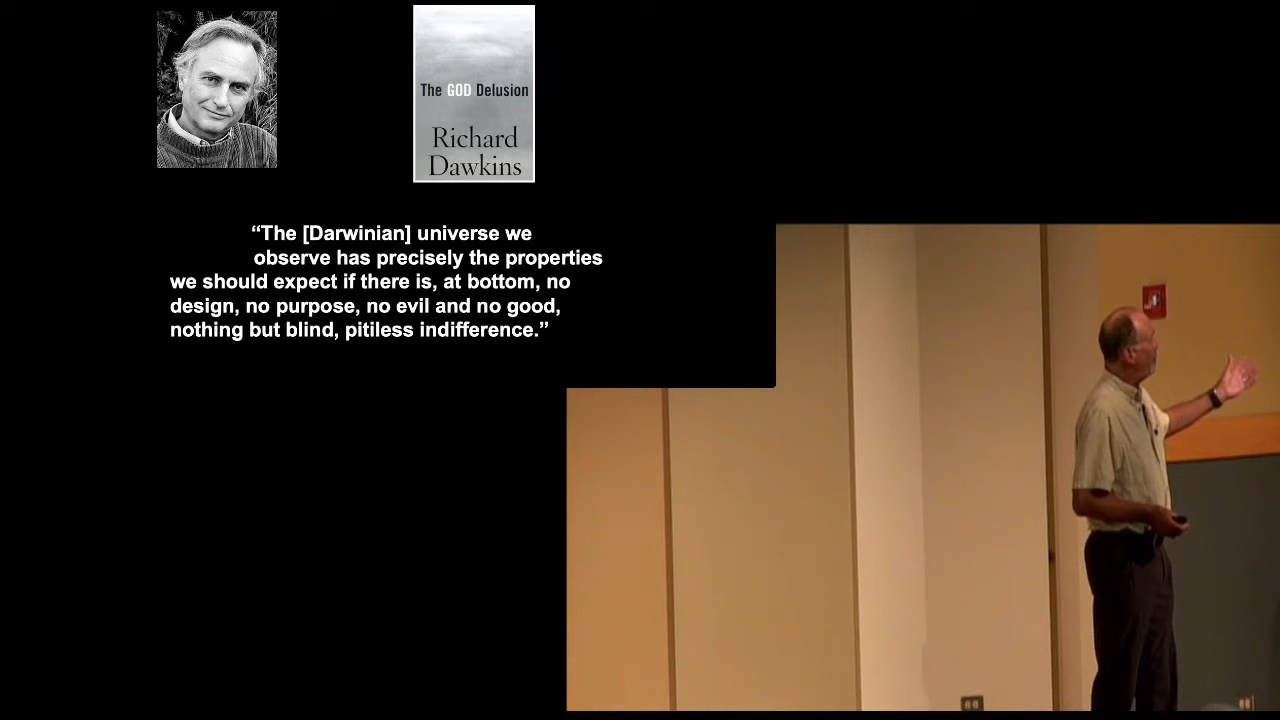 The GOD Delusion
Richard
Dawkins
“The [Darwinian] universe we
observe has precisely the properties
we should expect if there is, at bottom, no
design, no purpose, no evil and no good,
nothing but blind, pitiless indifference.”